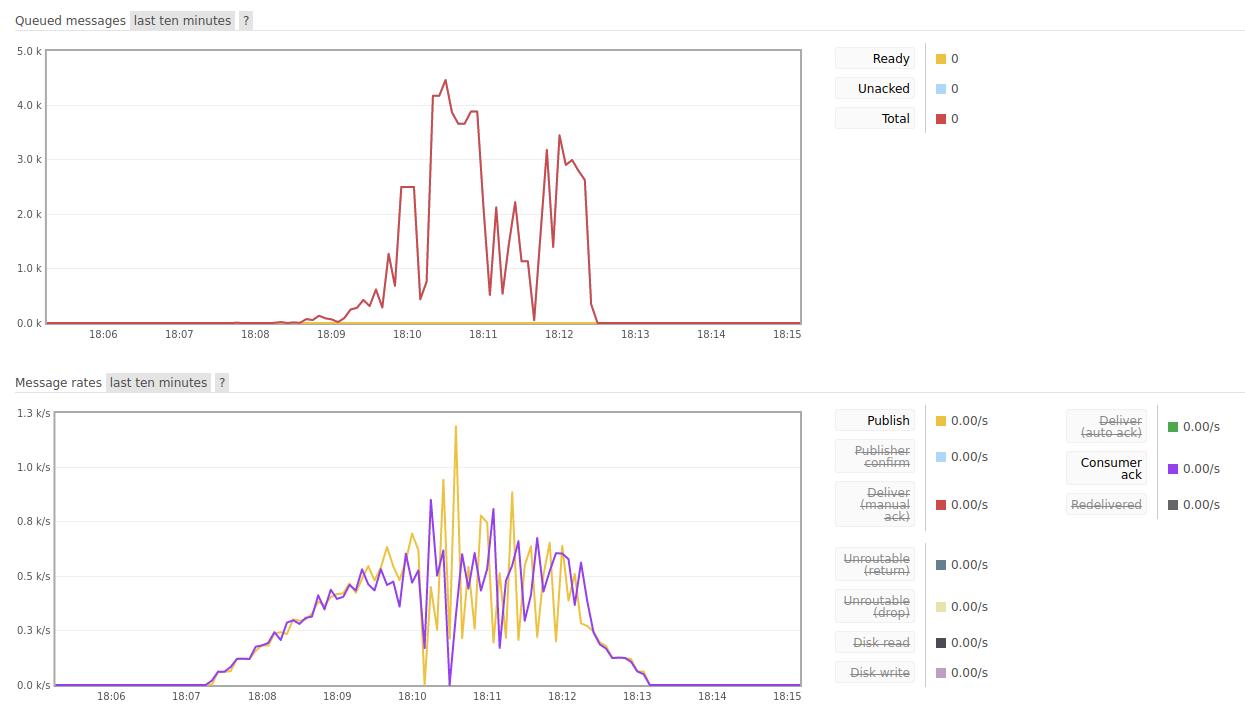 Queued messages last ten minutes ?
5.0 k
4.0 k
3.0 k
2.0 k
1.0 k
0.0 k
18:06 18:07 18:08 18:09 18:10 18:11 18:12 18:13 18:14 18:15
Ready 0
Unacked 0
Total 0
Message rates last ten minutes ?
1.3 k/s
1.0 k/s
0.8 k/s
0.5 k/s
0.3 k/s
0.0 k/s
18:06 18:07 18:08 18:09 18:10 18:11 18:12 18:13 18:14 18:15
Publish 0.00/s
Publisher
confirm 0.00/s
Deliver
(manual
ack) 0.00/s
Unroutable
(return) 0.00/s
Unroutable
(drop) 0.00/s
Disk read 0.00/s
Disk write 0.00/s
Deliver
(auto ack) 0.00/s
Consumer
ack 0.00/s
Redelivered 0.00/s